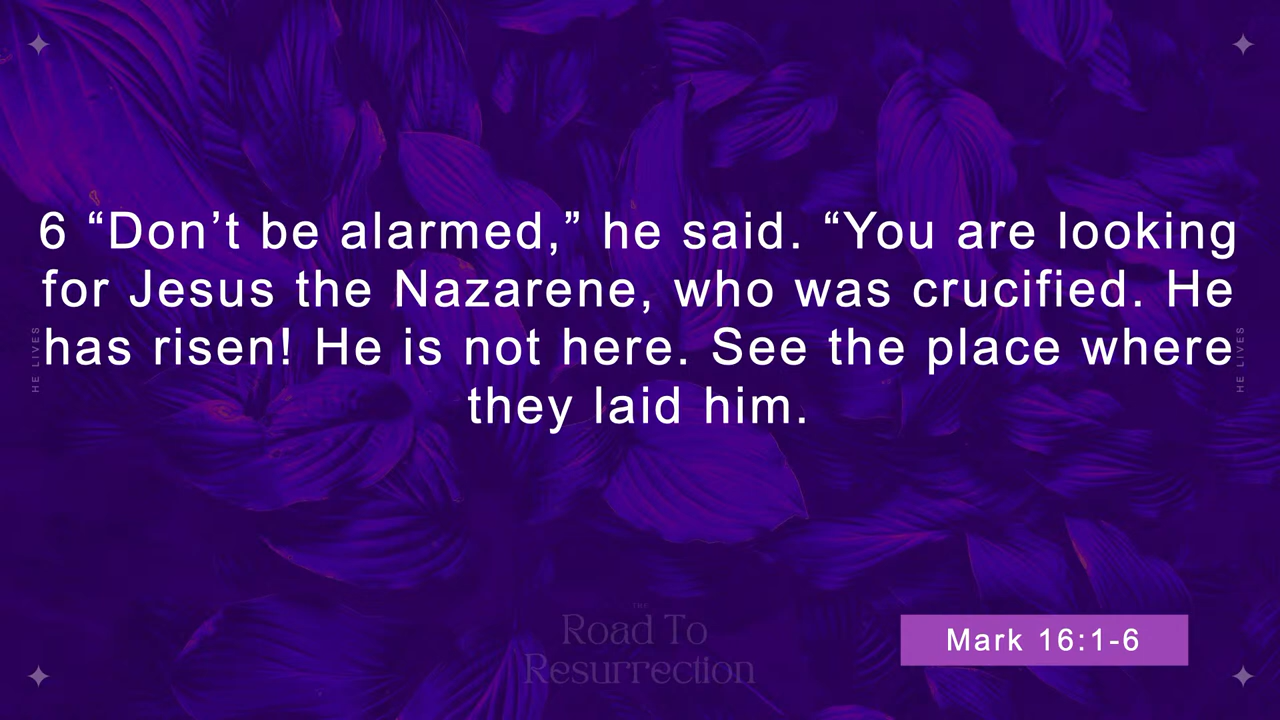 6 “Don’t be alarmed,” he said. “You are looking
for Jesus the Nazarene, who was crucified. He
has risen! He is not here. See the place where
they laid him.
HE LIVES
HE LIVES
THE
Road To
Resurrection
Mark 16:1-6